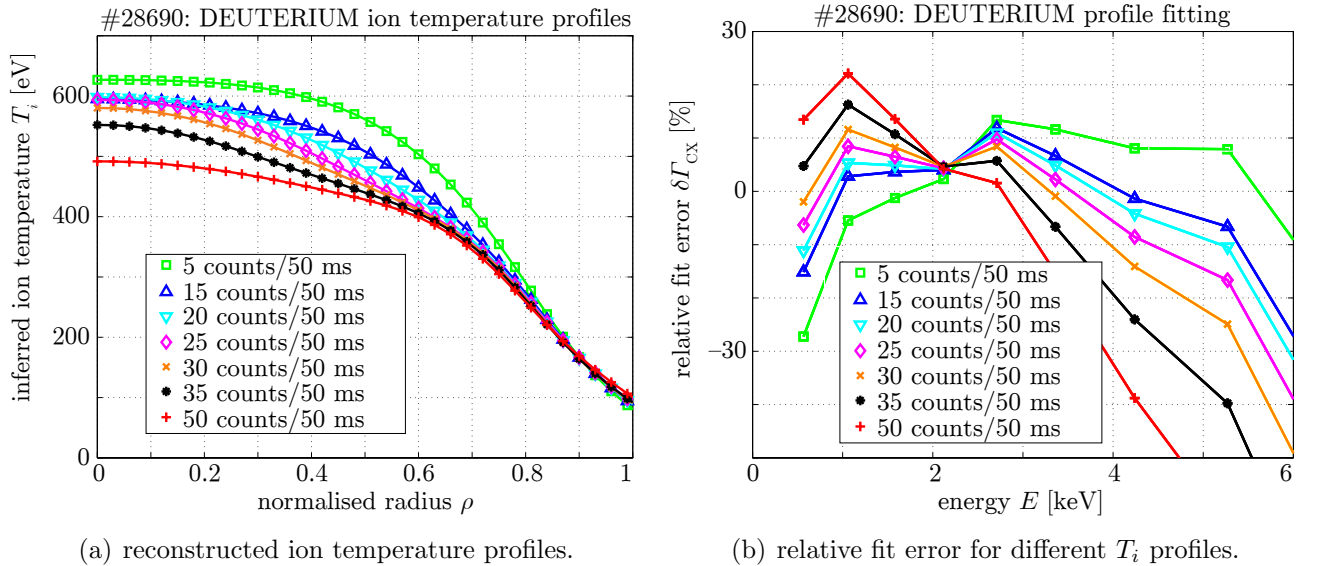 #28690: DEUTERIUM ion temperature profiles
inferred ion temperature T_i [eV]
600
400
200
0
5 counts/50 ms
15 counts/50 ms
20 counts/50 ms
25 counts/50 ms
30 counts/50 ms
35 counts/50 ms
50 counts/50 ms
0 0.2 0.4 0.6 0.8 1
normalised radius ρ
(a) reconstructed ion temperature profiles.
#28690: DEUTERIUM profile fitting
relative fit error δT_CX [%]
30
0
−30
5 counts/50 ms
15 counts/50 ms
20 counts/50 ms
25 counts/50 ms
30 counts/50 ms
35 counts/50 ms
50 counts/50 ms
0 2 4 6
energy E [keV]
(b) relative fit error for different T_i profiles.